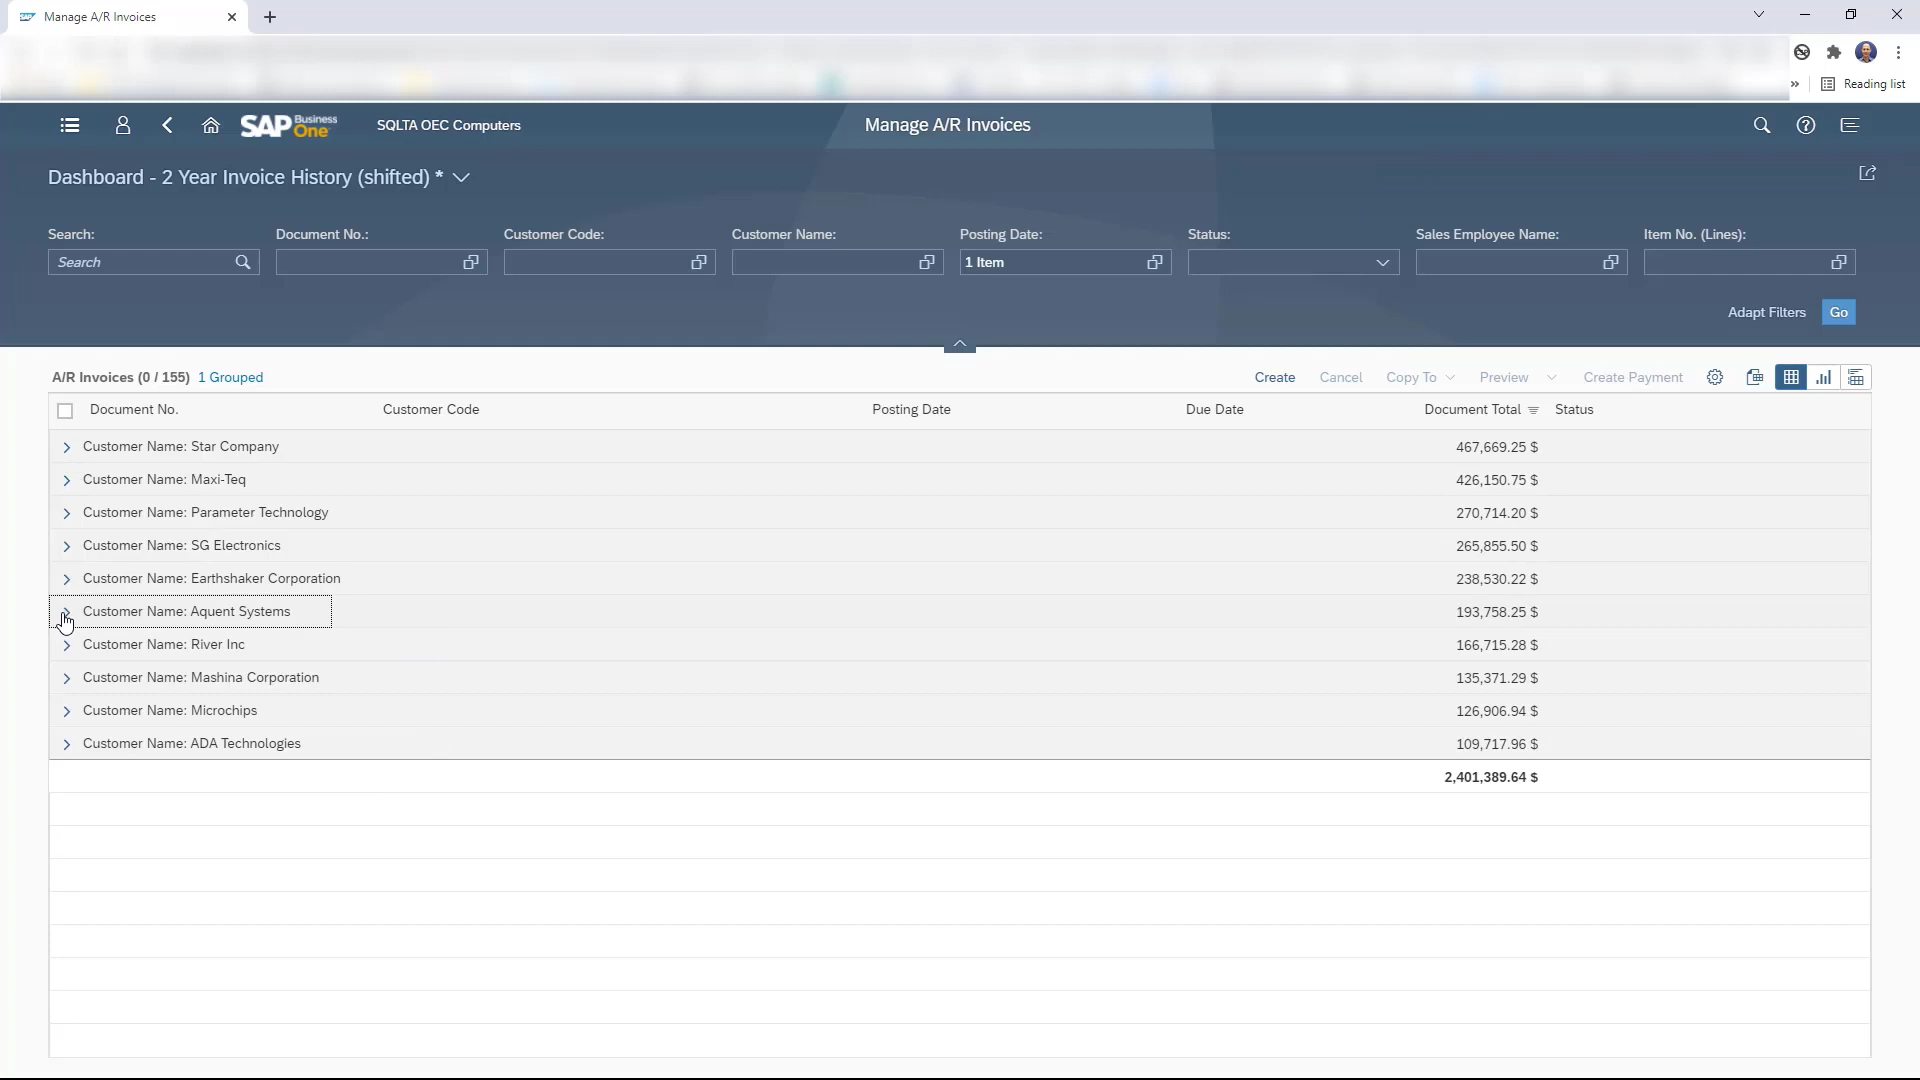 Manage A/R Invoices
Reading list
SAP Business One
SQLTA OEC Computers
Manage A/R Invoices
Dashboard - 2 Year Invoice History (shifted) *
Search: Document No.: Customer Code: Customer Name: Posting Date: Status: Sales Employee Name: Item No. (Lines):
Search 1 Item
Adapt Filters Go
A/R Invoices (0 / 155) 1 Grouped Create Cancel Copy To Preview Create Payment
Document No. Customer Code Posting Date Due Date Document Total Status
Customer Name: Star Company 467,669.25 $
Customer Name: Maxi-Teq 426,150.75 $
Customer Name: Parameter Technology 270,714.20 $
Customer Name: SG Electronics 265,855.50 $
Customer Name: Earthshaker Corporation 238,530.22 $
Customer Name: Aquent Systems 193,758.25 $
Customer Name: River Inc 166,715.28 $
Customer Name: Mashina Corporation 135,371.29 $
Customer Name: Microchips 126,906.94 $
Customer Name: ADA Technologies 109,717.96 $
2,401,389.64 $